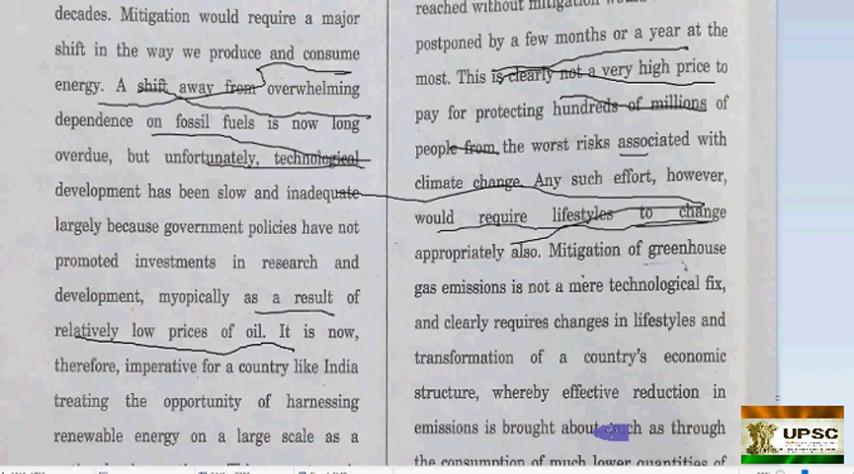 decades. Mitigation would require a major
shift in the way we produce and consume
energy. A shift away from overwhelming
dependence on fossil fuels is now long
overdue, but unfortunately, technological
development has been slow and inadequate
largely because government policies have not
promoted investments in research and
development, myopically as a result of
relatively low prices of oil. It is now,
therefore, imperative for a country like India
treating the opportunity of harnessing
renewable energy on a large scale as a
reached without mitigation
postponed by a few months or a year at the
most. This is clearly not a very high price to
pay for protecting hundreds of millions of
people from, the worst risks associated with
climate change. Any such effort, however,
would require lifestyles to change
appropriately also. Mitigation of greenhouse
gas emissions is not a mere technological fix,
and clearly requires changes in lifestyles and
transformation of a country's economic
structure, whereby effective reduction in
emissions is brought about such as through
the consumption of much lower quantities of
UPSC